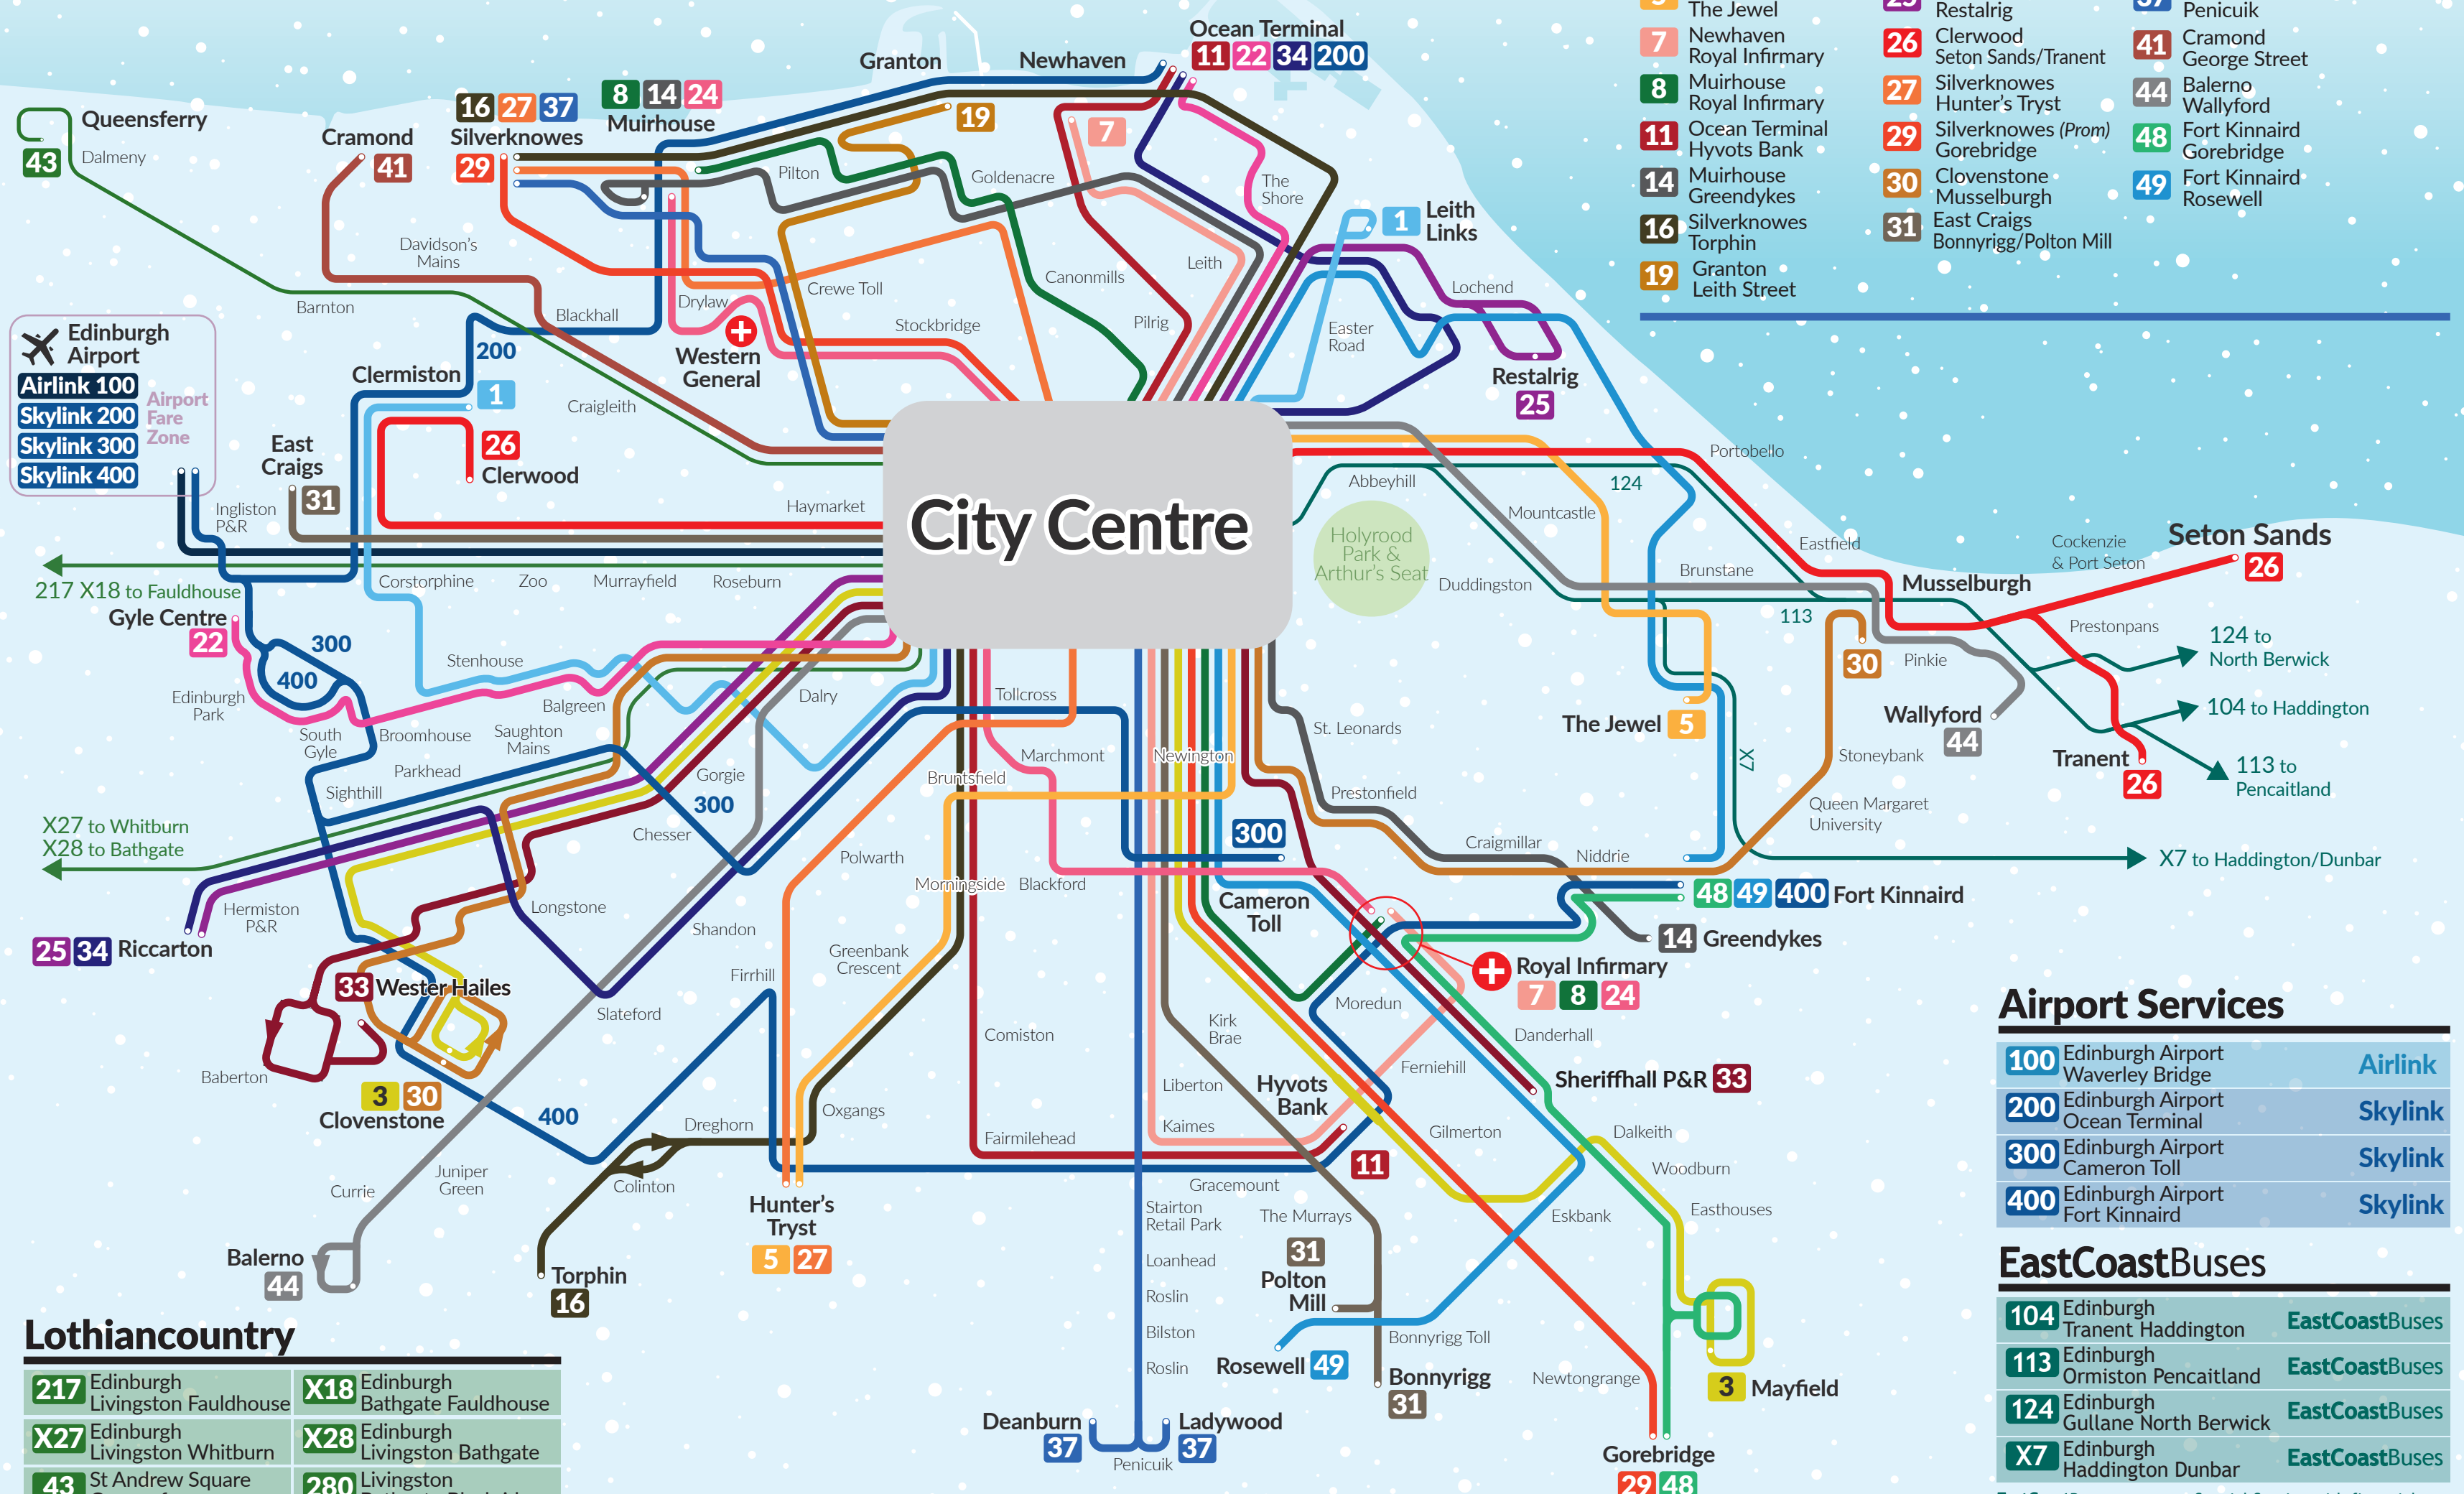 Ocean Terminal
11 22 34 200
Granton
Newhaven
19
7
16 27 37
Silverknowes
29
8 14 24
Muirhouse
Queensferry
43
Dalmeny
Cramond
41
Davidson's
Mains
Barnton
Blackhall
Pilton
Goldenacre
The
Shore
1 Leith
Links
Leith
Canonmills
Crewe Toll
Drylaw
Stockbridge
Pilrig
Easter
Road
Lochend
Restalrig
25
Western
General
Craigleith
Edinburgh
Airport
Airlink 100
Skylink 200
Skylink 300
Skylink 400
Airport
Fare
Zone
Ingliston
P&R
200
Clermiston
1
26
Clerwood
East
Craigs
31
Haymarket
City Centre
Holyrood
Park &
Arthur's Seat
Abbeyhill
124
Portobello
Mountcastle
Duddingston
Brunstane
Eastfield
113
Musselburgh
Cockenzie
& Port Seton
Seton Sands
26
Prestonpans
Pinkie
30
Wallyford
44
Tranent
26
124 to
North Berwick
104 to Haddington
113 to
Pencaitland
X7 to Haddington/Dunbar
X7
The Jewel 5
Stoneybank
Queen Margaret
University
217 X18 to Fauldhouse
Corstorphine
Zoo
Murrayfield
Roseburn
Gyle Centre
22
300
400
Edinburgh
Park
South
Gyle
Stenhouse
Balgreen
Broomhouse
Saughton
Mains
Parkhead
Sighthill
Dalry
Gorgie
300
Chesser
X27 to Whitburn
X28 to Bathgate
Hermiston
P&R
25 34 Riccarton
Longstone
Shandon
Slateford
33 Wester Hailes
Baberton
3 30
Clovenstone
400
Currie
Juniper
Green
Balerno
44
Torphin
16
Dreghorn
Colinton
Oxgangs
Firrhill
Hunter's
Tryst
5 27
Polwarth
Greenbank
Crescent
Tollcross
Marchmont
Bruntsfield
Morningside
Blackford
Newington
Comiston
Fairmilehead
St. Leonards
Prestonfield
Craigmillar
Niddrie
300
Cameron
Toll
48 49 400 Fort Kinnaird
14 Greendykes
Royal Infirmary
7 8 24
Moredun
Danderhall
Ferniehill
Sheriffhall P&R 33
Kirk
Brae
Liberton
Kaimes
Hyvots
Bank
11
Gilmerton
Dalkeith
Woodburn
Easthouses
Eskbank
Gracemount
The Murrays
Stairton
Retail Park
Loanhead
Roslin
Bilston
Roslin
31
Polton
Mill
Bonnyrigg Toll
Rosewell 49
Bonnyrigg
31
Newtongrange
3 Mayfield
Gorebridge
29 48
Deanburn
37
Ladywood
37
Penicuik
5 The Jewel
7 Newhaven
Royal Infirmary
8 Muirhouse
Royal Infirmary
11 Ocean Terminal
Hyvots Bank
14 Muirhouse
Greendykes
16 Silverknowes
Torphin
19 Granton
Leith Street
25 Restalrig
26 Clerwood
Seton Sands/Tranent
27 Silverknowes
Hunter's Tryst
29 Silverknowes (Prom)
Gorebridge
30 Clovenstone
Musselburgh
31 East Craigs
Bonnyrigg/Polton Mill
37 Penicuik
41 Cramond
George Street
44 Balerno
Wallyford
48 Fort Kinnaird
Gorebridge
49 Fort Kinnaird
Rosewell
Airport Services
100 Edinburgh Airport
Waverley Bridge
Airlink
200 Edinburgh Airport
Ocean Terminal
Skylink
300 Edinburgh Airport
Cameron Toll
Skylink
400 Edinburgh Airport
Fort Kinnaird
Skylink
EastCoastBuses
104 Edinburgh
Tranent Haddington
EastCoastBuses
113 Edinburgh
Ormiston Pencaitland
EastCoastBuses
124 Edinburgh
Gullane North Berwick
EastCoastBuses
X7 Edinburgh
Haddington Dunbar
EastCoastBuses
Lothiancountry
217 Edinburgh
Livingston Fauldhouse
X18 Edinburgh
Bathgate Fauldhouse
X27 Edinburgh
Livingston Whitburn
X28 Edinburgh
Livingston Bathgate
43 St Andrew Square
280 Livingston